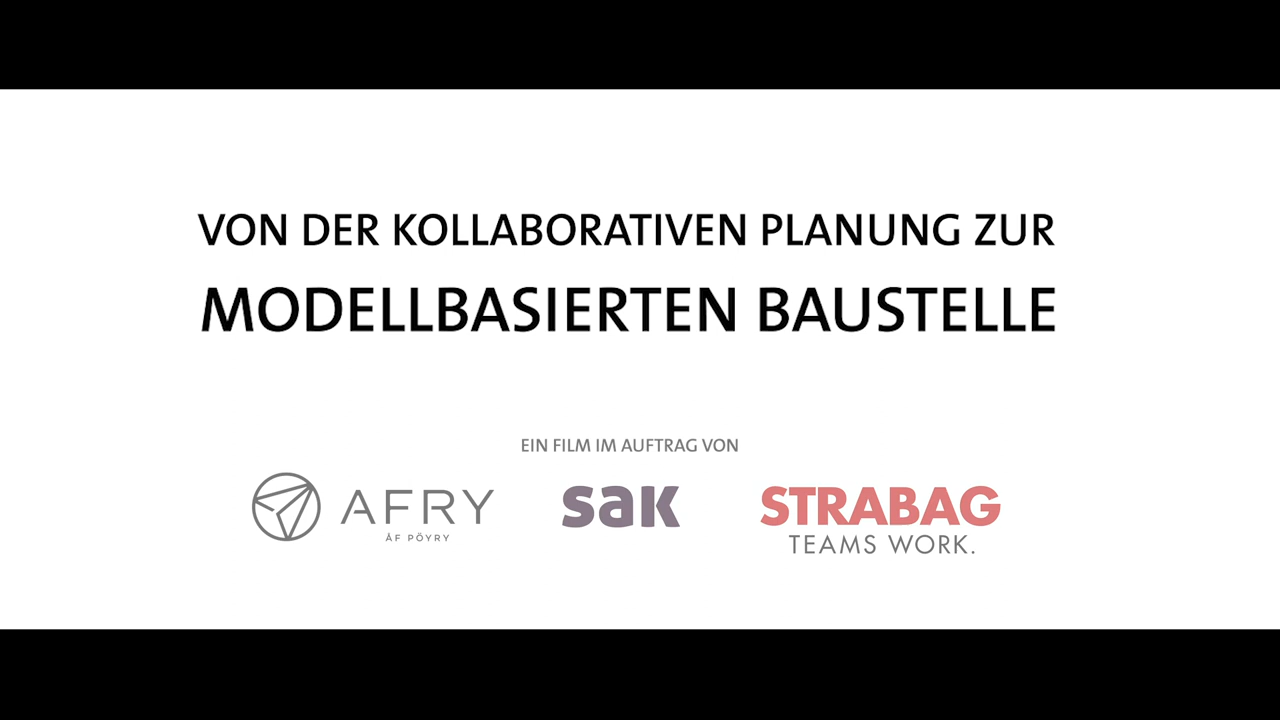 VON DER KOLLABORATIVEN PLANUNG ZUR
MODELLBASIERTEN BAUSTELLE
EIN FILM IM AUFTRAG VON
AFRY
ÅF PÖYRY
sak
STRABAG
TEAMS WORK.